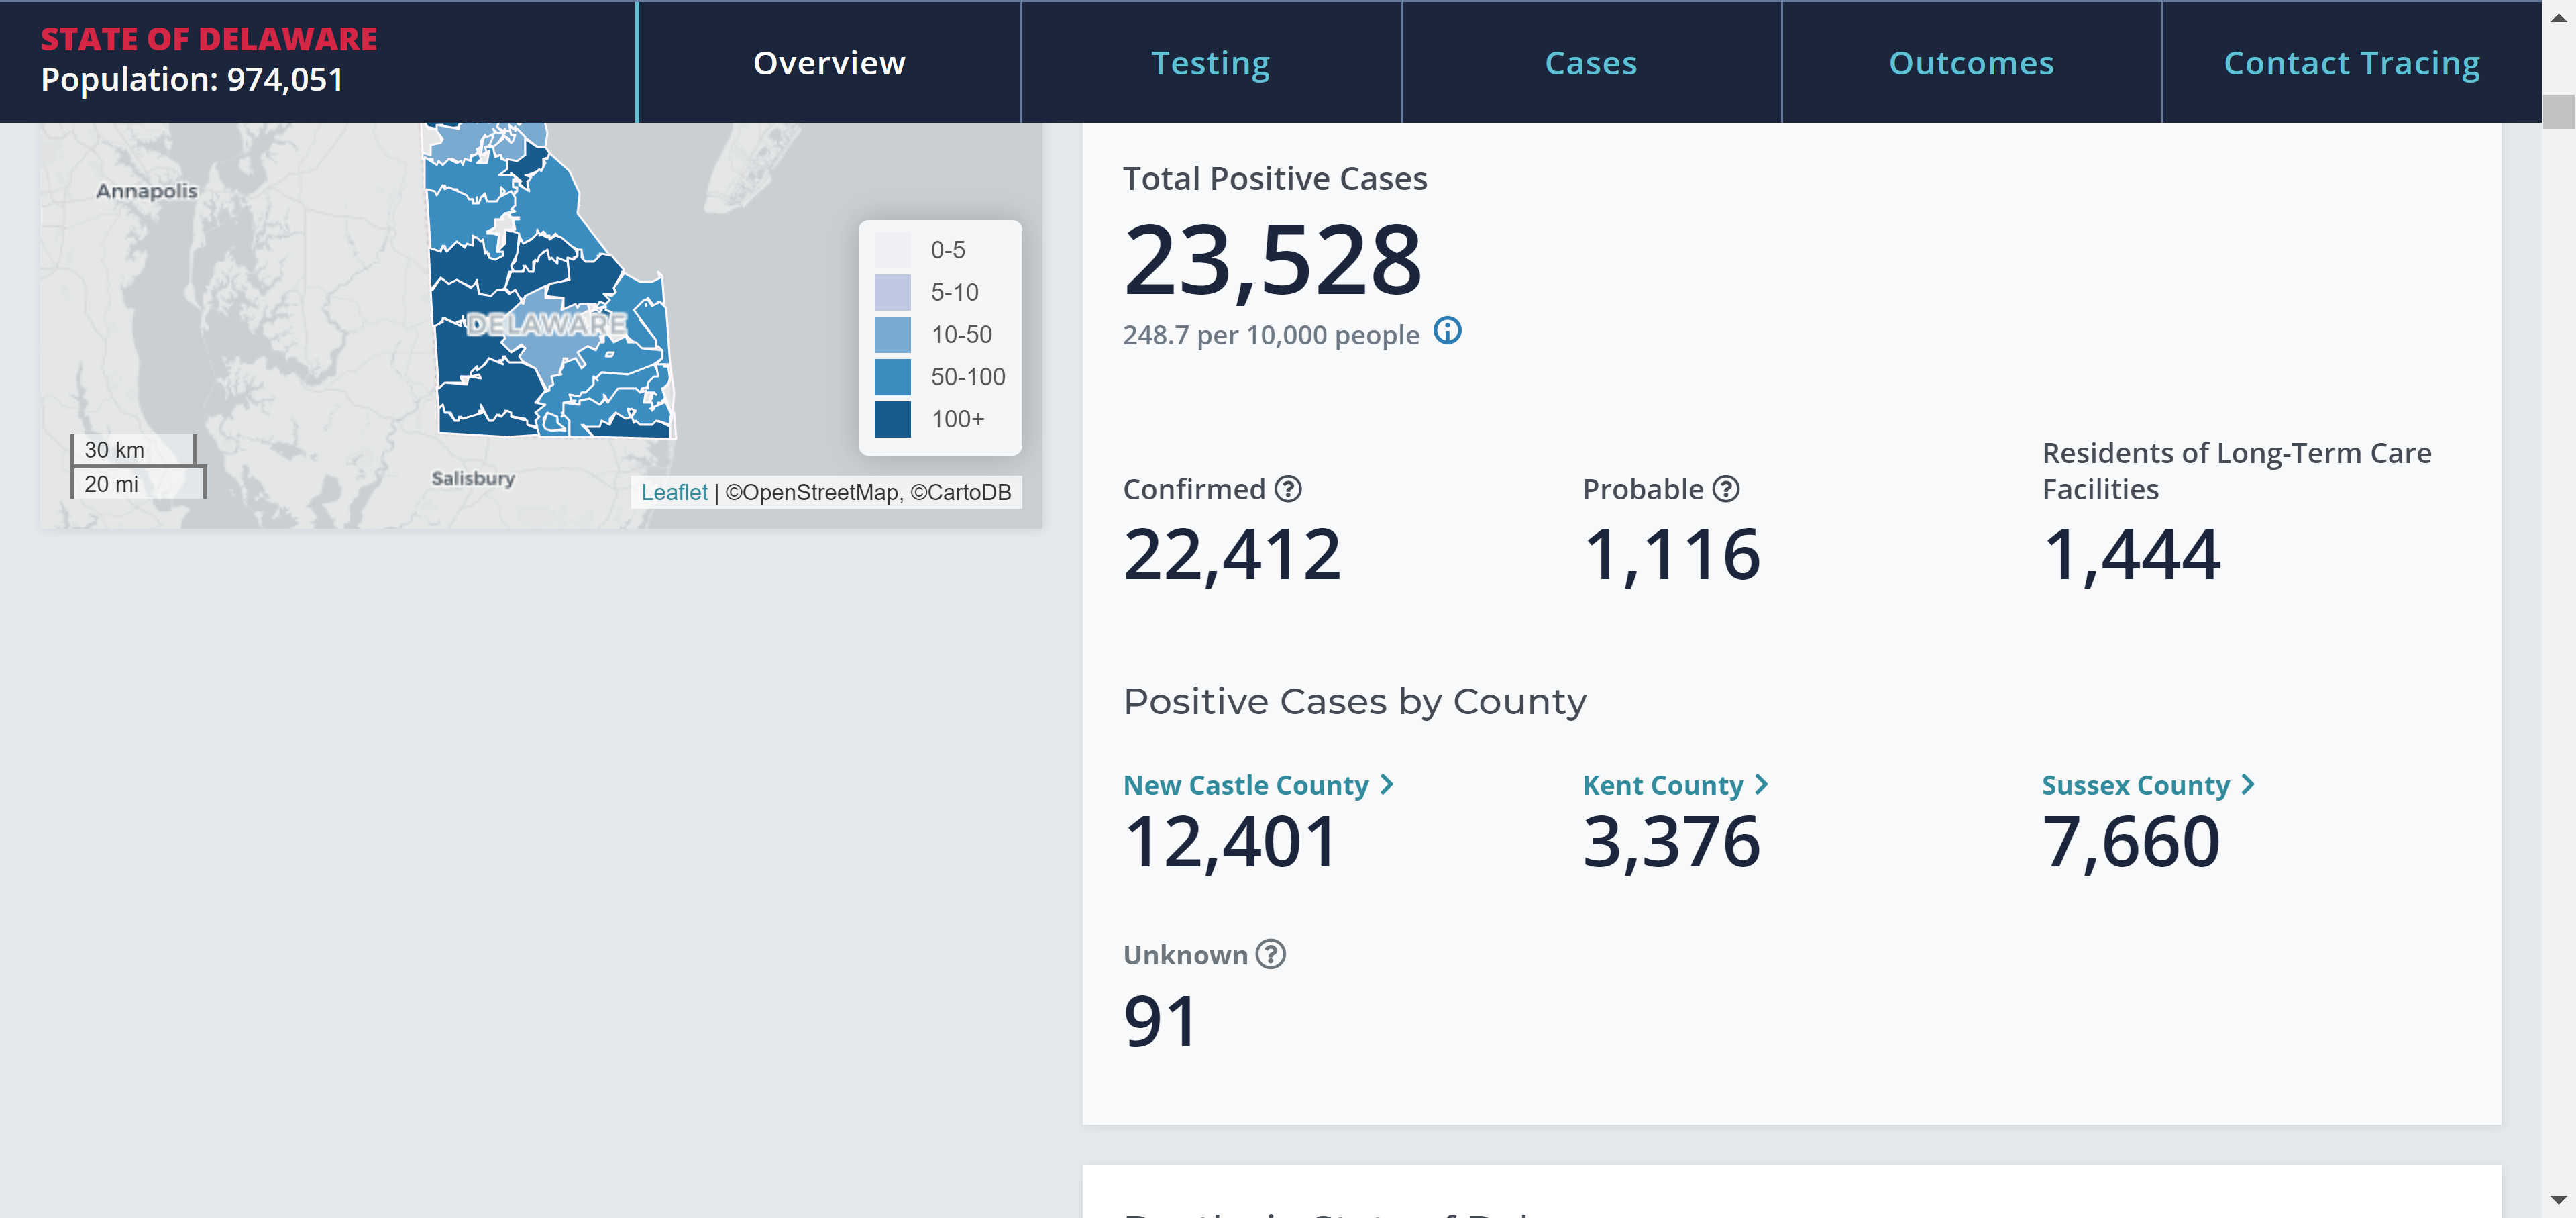 STATE OF DELAWARE
Population: 974,051
Overview
Testing
Cases
Outcomes
Contact Tracing
Annapolis
DELAWARE
Salisbury
0-5
5-10
10-50
50-100
100+
30 km
20 mi
Leaflet | ©OpenStreetMap, ©CartoDB
Total Positive Cases
23,528
248.7 per 10,000 people
Confirmed
22,412
Probable
1,116
Residents of Long-Term Care
Facilities
1,444
Positive Cases by County
New Castle County
12,401
Kent County
3,376
Sussex County
7,660
Unknown
91